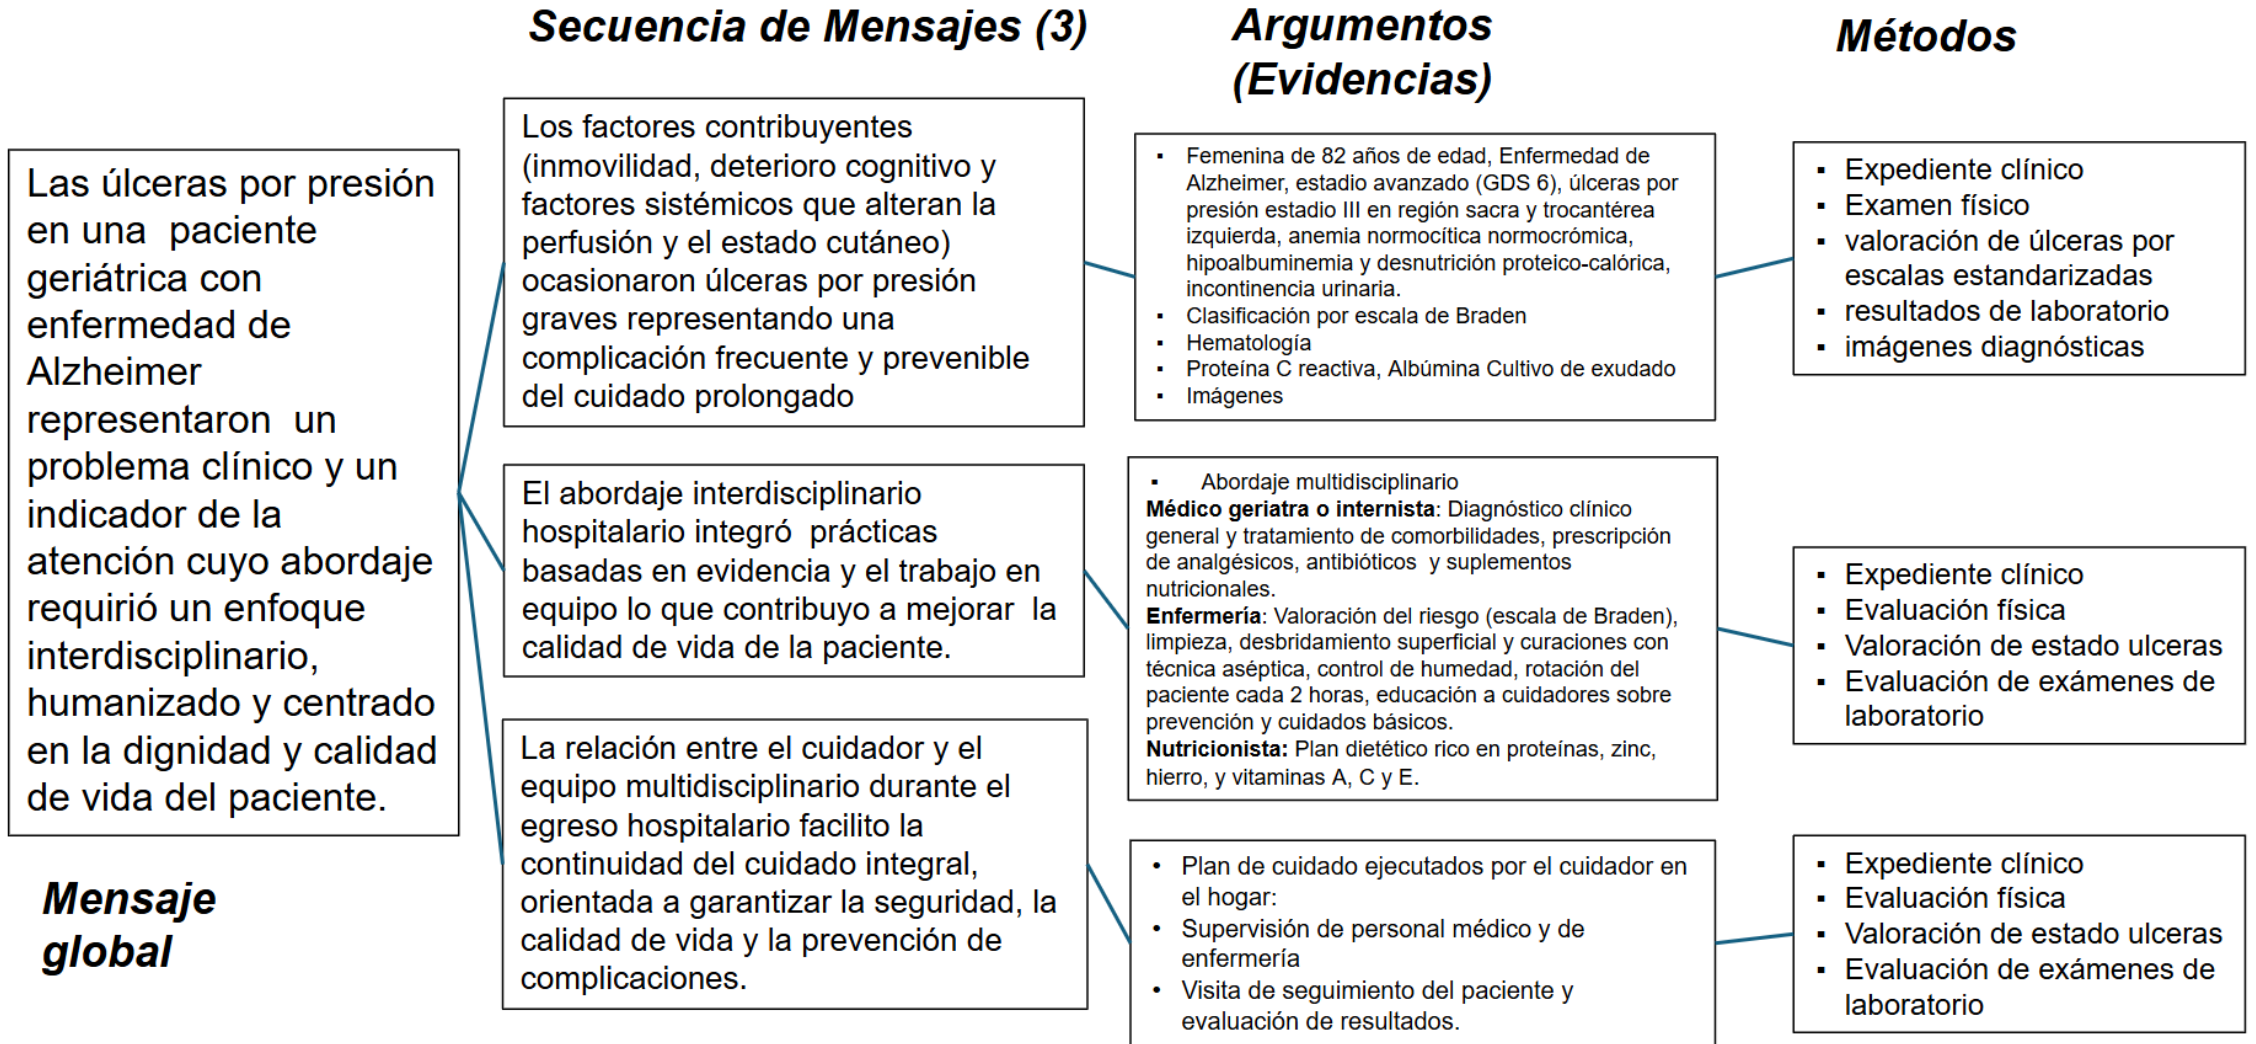 Secuencia de Mensajes (3)
Argumentos
(Evidencias)
Métodos
Las úlceras por presión
en una paciente
geriátrica con
enfermedad de
Alzheimer
representaron un
problema clínico y un
indicador de la
atención cuyo abordaje
requirió un enfoque
interdisciplinario,
humanizado y centrado
en la dignidad y calidad
de vida del paciente.
Mensaje
global
Los factores contribuyentes
(inmovilidad, deterioro cognitivo y
factores sistémicos que alteran la
perfusión y el estado cutáneo)
ocasionaron úlceras por presión
graves representando una
complicación frecuente y prevenible
del cuidado prolongado
▪ Femenina de 82 años de edad, Enfermedad de
Alzheimer, estadio avanzado (GDS 6), úlceras por
presión estadio III en región sacra y trocantérea
izquierda, anemia normocítica normocrómica,
hipoalbuminemia y desnutrición proteico-calórica,
incontinencia urinaria.
▪ Clasificación por escala de Braden
▪ Hematología
▪ Proteína C reactiva, Albúmina Cultivo de exudado
▪ Imágenes
▪ Expediente clínico
▪ Examen físico
▪ valoración de úlceras por
escalas estandarizadas
▪ resultados de laboratorio
▪ imágenes diagnósticas
El abordaje interdisciplinario
hospitalario integró prácticas
basadas en evidencia y el trabajo en
equipo lo que contribuyo a mejorar la
calidad de vida de la paciente.
▪ Abordaje multidisciplinario
Médico geriatra o internista: Diagnóstico clínico
general y tratamiento de comorbilidades, prescripción
de analgésicos, antibióticos y suplementos
nutricionales.
Enfermería: Valoración del riesgo (escala de Braden),
limpieza, desbridamiento superficial y curaciones con
técnica aséptica, control de humedad, rotación del
paciente cada 2 horas, educación a cuidadores sobre
prevención y cuidados básicos.
Nutricionista: Plan dietético rico en proteínas, zinc,
hierro, y vitaminas A, C y E.
▪ Expediente clínico
▪ Evaluación física
▪ Valoración de estado ulceras
▪ Evaluación de exámenes de
laboratorio
La relación entre el cuidador y el
equipo multidisciplinario durante el
egreso hospitalario facilito la
continuidad del cuidado integral,
orientada a garantizar la seguridad, la
calidad de vida y la prevención de
complicaciones.
• Plan de cuidado ejecutados por el cuidador en
el hogar:
• Supervisión de personal médico y de
enfermería
• Visita de seguimiento del paciente y
evaluación de resultados.
▪ Expediente clínico
▪ Evaluación física
▪ Valoración de estado ulceras
▪ Evaluación de exámenes de
laboratorio